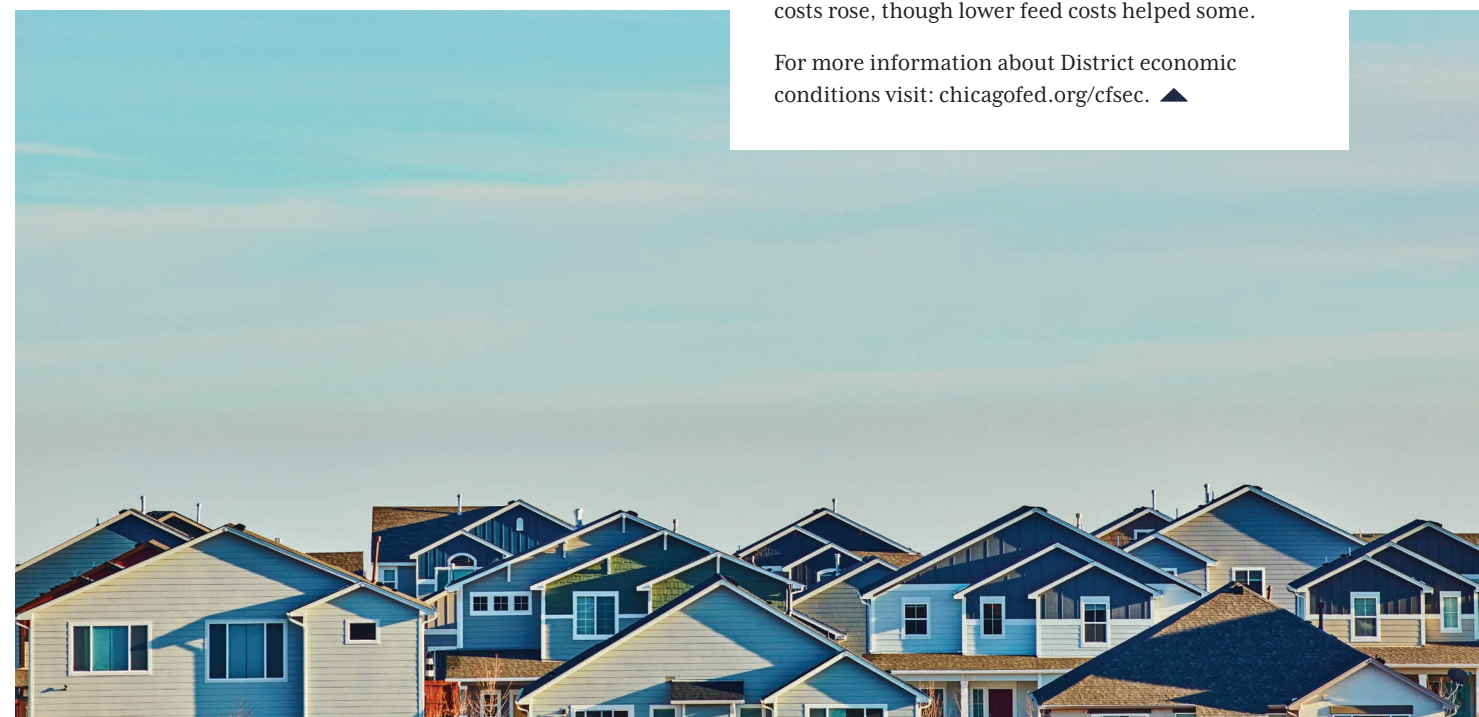 costs rose, though lower feed costs helped some.
For more information about District economic
conditions visit: chicagofed.org/cfsec.